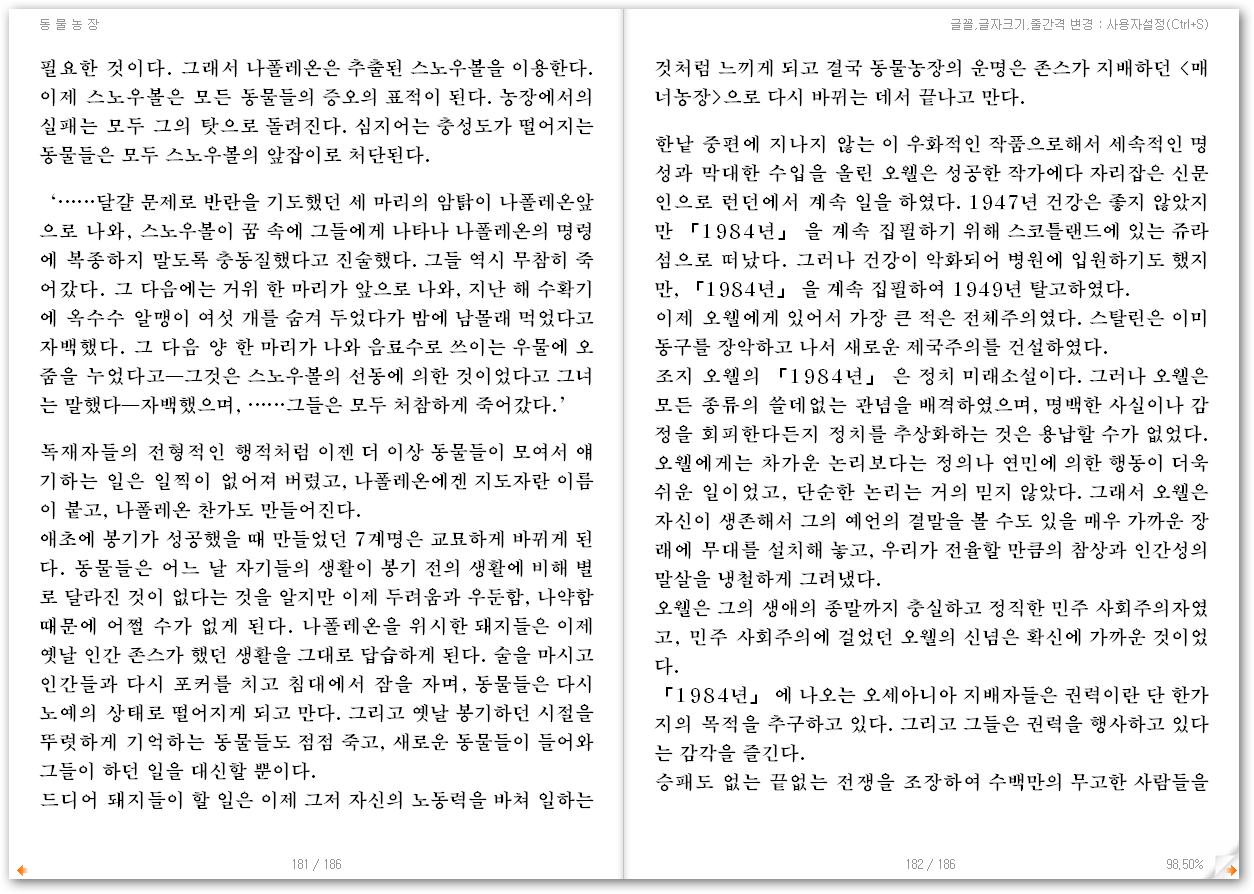 동 물 농 장
필요한 것이다. 그래서 나폴레온은 추출된 스노우볼을 이용한다.
이제 스노우볼은 모든 동물들의 증오의 표적이 된다. 농장에서의
실패는 모두 그의 탓으로 돌려진다. 심지어는 충성도가 떨어지는
동물들은 모두 스노우볼의 앞잡이로 처단된다.
‘……달걀 문제로 반란을 기도했던 세 마리의 암탉이 나폴레온앞
으로 나와, 스노우볼이 꿈 속에 그들에게 나타나 나폴레온의 명령
에 복종하지 말도록 충동질했다고 진술했다. 그들 역시 무참히 죽
어갔다. 그 다음에는 거위 한 마리가 앞으로 나와, 지난 해 수확기
에 옥수수 알맹이 여섯 개를 숨겨 두었다가 밤에 남몰래 먹었다고
자백했다. 그 다음 양 한 마리가 나와 음료수로 쓰이는 우물에 오
줌을 누었다고—그것은 스노우볼의 선동에 의한 것이었다고 그녀
는 말했다—자백했으며, ……그들은 모두 처참하게 죽어갔다.’
독재자들의 전형적인 행적처럼 이젠 더 이상 동물들이 모여서 얘
기하는 일은 일찍이 없어져 버렸고, 나폴레온에겐 지도자란 이름
이 붙고, 나폴레온 찬가도 만들어진다.
애초에 봉기가 성공했을 때 만들었던 7계명은 교묘하게 바뀌게 된
다. 동물들은 어느 날 자기들의 생활이 봉기 전의 생활에 비해 별
로 달라진 것이 없다는 것을 알지만 이제 두려움과 우둔함, 나약함
때문에 어쩔 수가 없게 된다. 나폴레온을 위시한 돼지들은 이제
옛날 인간 존스가 했던 생활을 그대로 답습하게 된다. 술을 마시고
인간들과 다시 포커를 치고 침대에서 잠을 자며, 동물들은 다시
노예의 상태로 떨어지게 되고 만다. 그리고 옛날 봉기하던 시절을
뚜렷하게 기억하는 동물들도 점점 죽고, 새로운 동물들이 들어와
그들이 하던 일을 대신할 뿐이다.
드디어 돼지들이 할 일은 이제 그저 자신의 노동력을 바쳐 일하는
181 / 186
글꼴,글자크기,줄간격 변경 : 사용자설정(Ctrl+S)
것처럼 느끼게 되고 결국 동물농장의 운명은 존스가 지배하던 <매
너농장>으로 다시 바뀌는 데서 끝나고 만다.
한낱 중편에 지나지 않는 이 우화적인 작품으로해서 세속적인 명
성과 막대한 수입을 올린 오웰은 성공한 작가에다 자리잡은 신문
인으로 런던에서 계속 일을 하였다. 1947년 건강은 좋지 않았지
만 「1984년」 을 계속 집필하기 위해 스코틀랜드에 있는 쥬라
섬으로 떠났다. 그러나 건강이 악화되어 병원에 입원하기도 했지
만, 「1984년」 을 계속 집필하여 1949년 탈고하였다.
이제 오웰에게 있어서 가장 큰 적은 전체주의였다. 스탈린은 이미
동구를 장악하고 나서 새로운 제국주의를 건설하였다.
조지 오웰의 「1984년」 은 정치 미래소설이다. 그러나 오웰은
모든 종류의 쓸데없는 관념을 배격하였으며, 명백한 사실이나 감
정을 회피한다든지 정치를 추상화하는 것은 용납할 수가 없었다.
오웰에게는 차가운 논리보다는 정의나 연민에 의한 행동이 더욱
쉬운 일이었고, 단순한 논리는 거의 믿지 않았다. 그래서 오웰은
자신이 생존해서 그의 예언의 결말을 볼 수도 있을 매우 가까운 장
래에 무대를 설치해 놓고, 우리가 전율할 만큼의 참상과 인간성의
말살을 냉철하게 그려냈다.
오웰은 그의 생애의 종말까지 충실하고 정직한 민주 사회주의자였
고, 민주 사회주의에 걸었던 오웰의 신념은 확신에 가까운 것이었
다.
「1984년」 에 나오는 오세아니아 지배자들은 권력이란 단 한가
지의 목적을 추구하고 있다. 그리고 그들은 권력을 행사하고 있다
는 감각을 즐긴다.
승패도 없는 끝없는 전쟁을 조장하여 수백만의 무고한 사람들을
182 / 186
98.50%